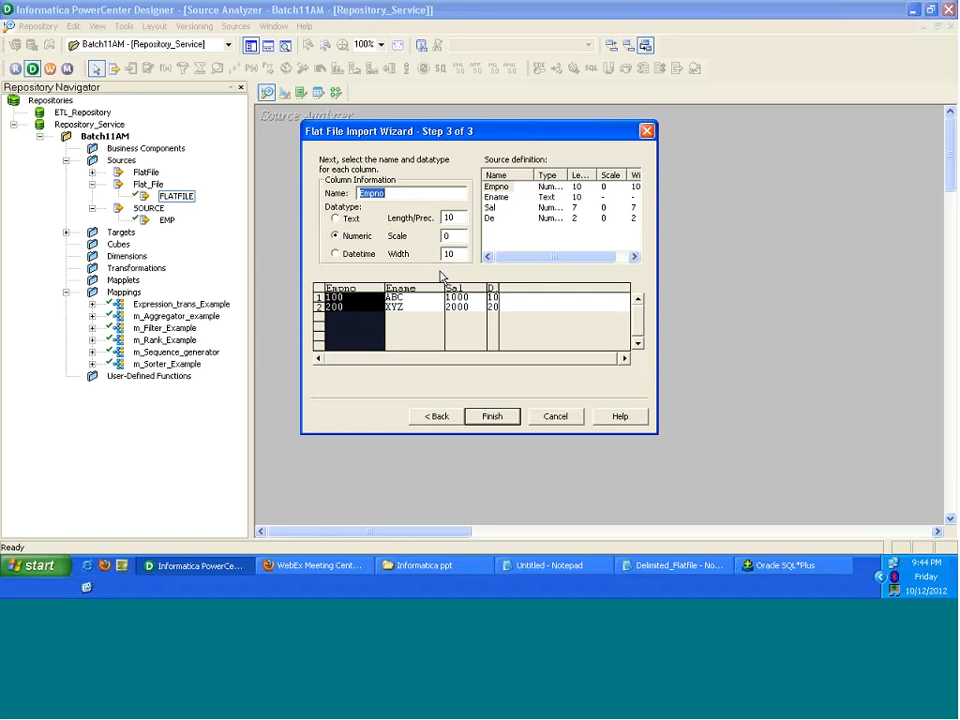 Informatica PowerCenter Designer - [Source Analyzer - Batch11AM - [Repository_Service]]
Repository Edit View Tools Layout Versioning Sources Window Help
Batch11AM - [Repository_Service] 100%
Repository Navigator
Repositories
ETL_Repository
Repository_Service
Batch11AM
Business Components
Sources
FlatFile
Flat_File
FLATFILE
SOURCE
EMP
Targets
Cubes
Dimensions
Transformations
Mapplets
Mappings
Expression_trans_Example
m_Aggregator_example
m_Filter_Example
m_Rank_Example
m_Sequence_generator
m_Sorter_Example
User-Defined Functions
Source Analyzer
Flat File Import Wizard - Step 3 of 3
Next, select the name and datatype
for each column.
Column Information
Name: Empno
Datatype:
Text Length/Prec. 10
Numeric Scale 0
Datetime Width 10
Source definition:
Name Type Le... Scale Wi
Empno Num... 10 0 10
Ename Text 10 - -
Sal Num... 7 0 7
De Num... 2 0 2
Empno Ename Sal D
1 100 ABC 1000 10
2 200 XYZ 2000 20
< Back Finish Cancel Help
Ready
start Informatica PowerCe... WebEx Meeting Cent... Informatica ppt Untitled - Notepad Delimited_Flatfile - No... Oracle SQL*Plus
9:44 PM
Friday
10/12/2012